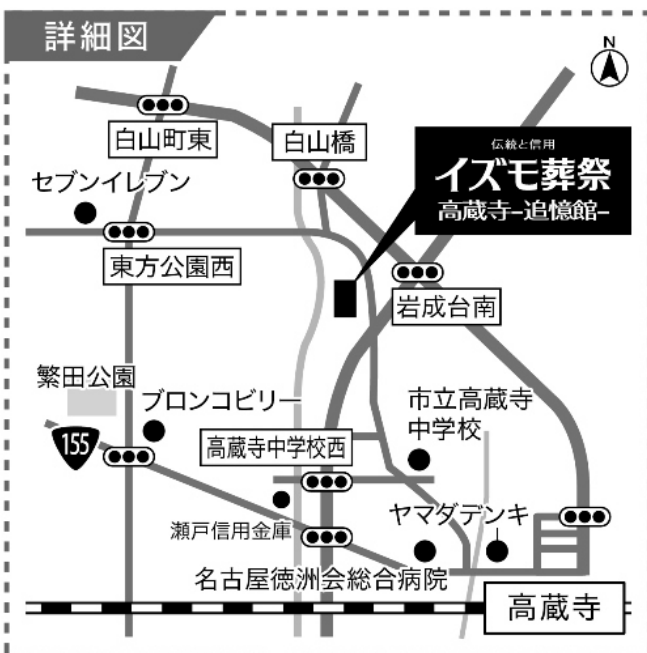 詳細図
N
白山町東
白山橋
伝統と信用
イズモ葬祭
高蔵寺-追憶館-
セブンイレブン
東方公園西
岩成台南
繁田公園
ブロンコビリー
市立高蔵寺
中学校
155
高蔵寺中学校西
瀬戸信用金庫
ヤマダデンキ
名古屋徳洲会総合病院
高蔵寺